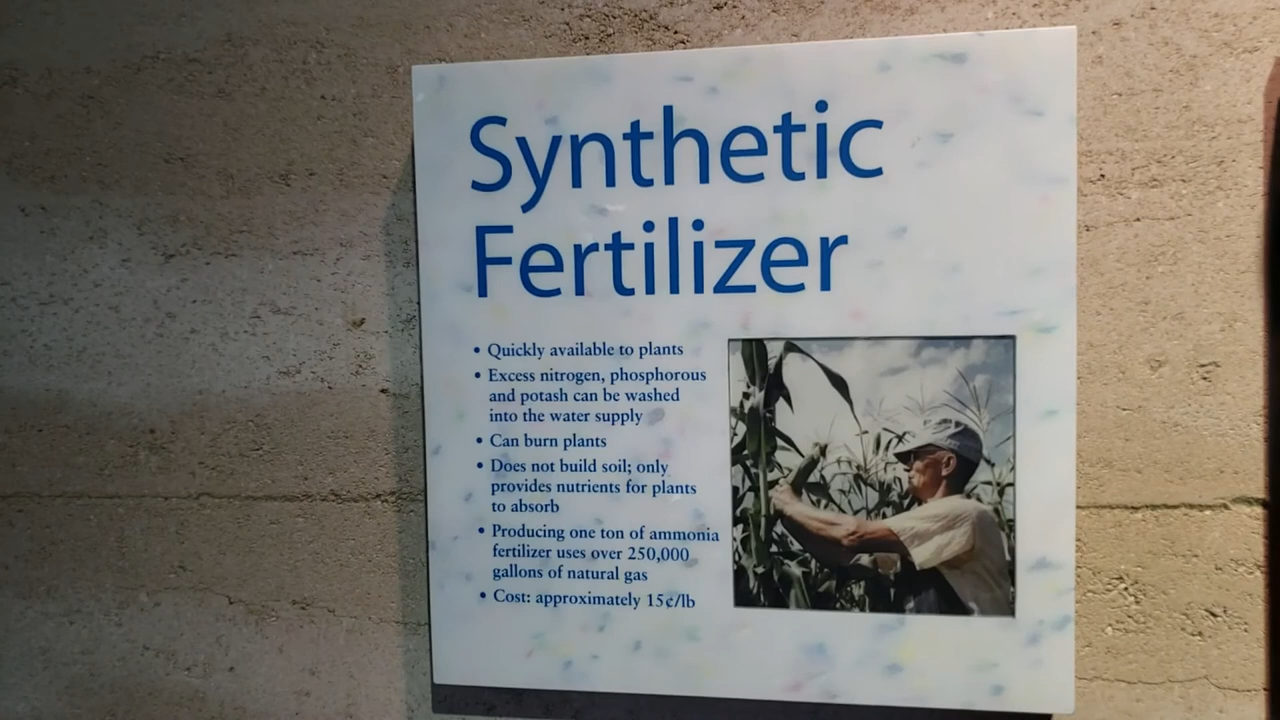 Synthetic
Fertilizer
• Quickly available to plants
• Excess nitrogen, phosphorous
and potash can be washed
into the water supply
• Can burn plants
• Does not build soil; only
provides nutrients for plants
to absorb
• Producing one ton of ammonia
fertilizer uses over 250,000
gallons of natural gas
• Cost: approximately 15¢/lb